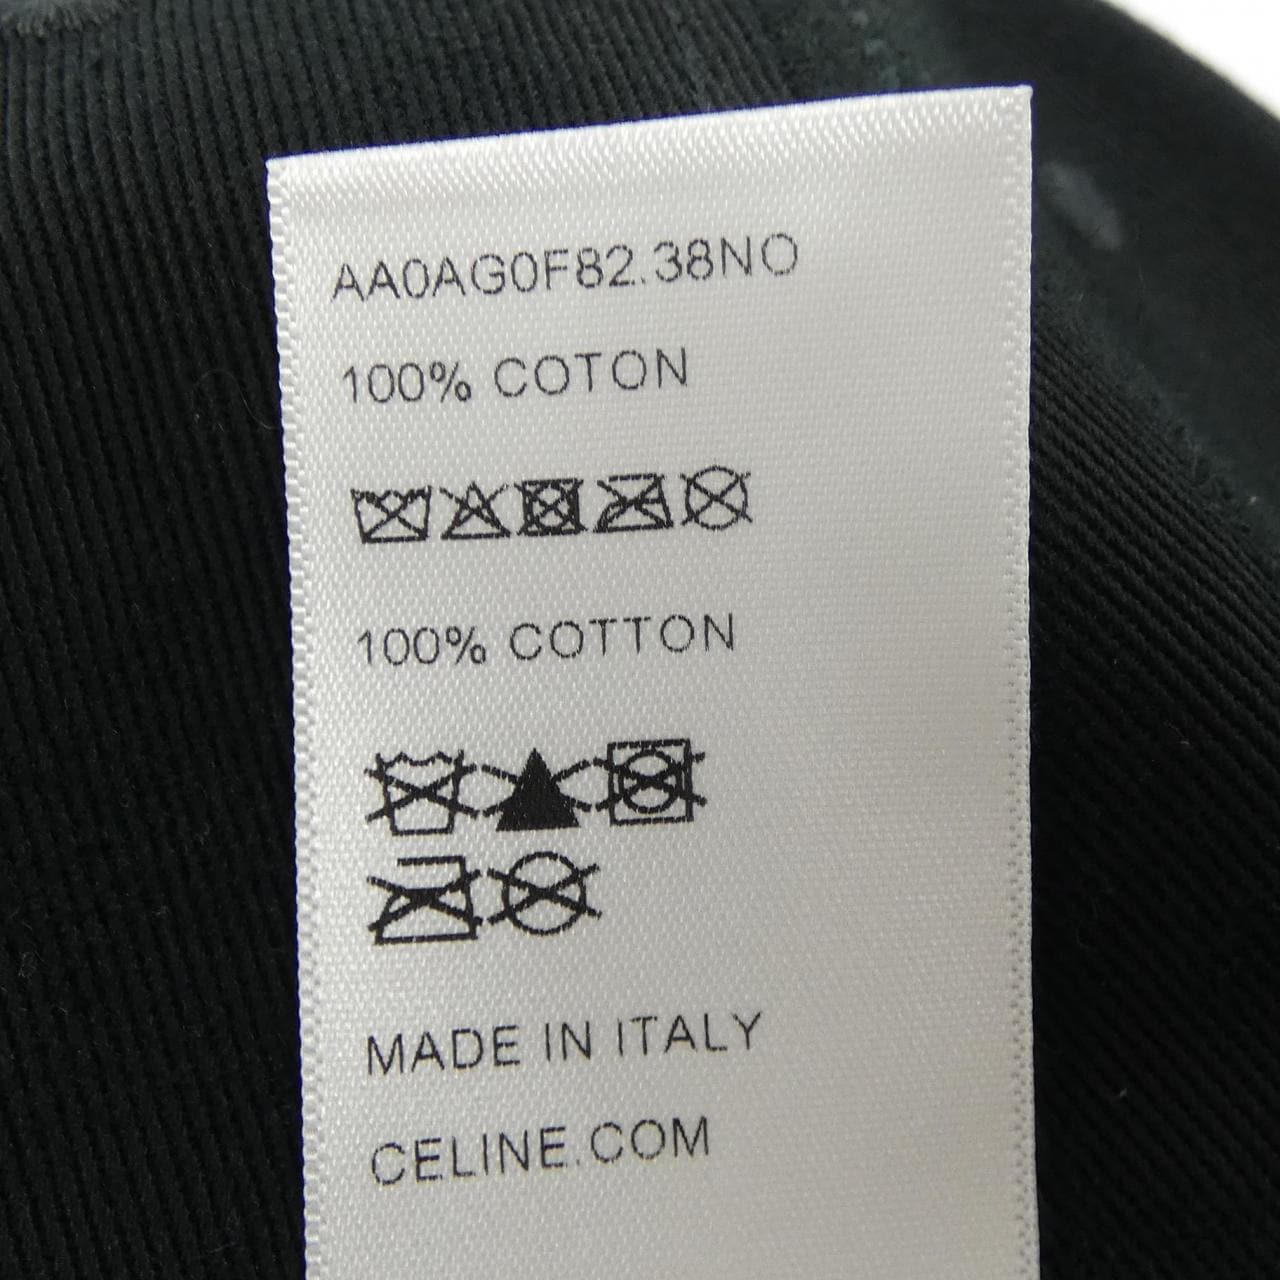 AA0AG0F82.38NO
100% COTON
100% COTTON
MADE IN ITALY
CELINE.COM